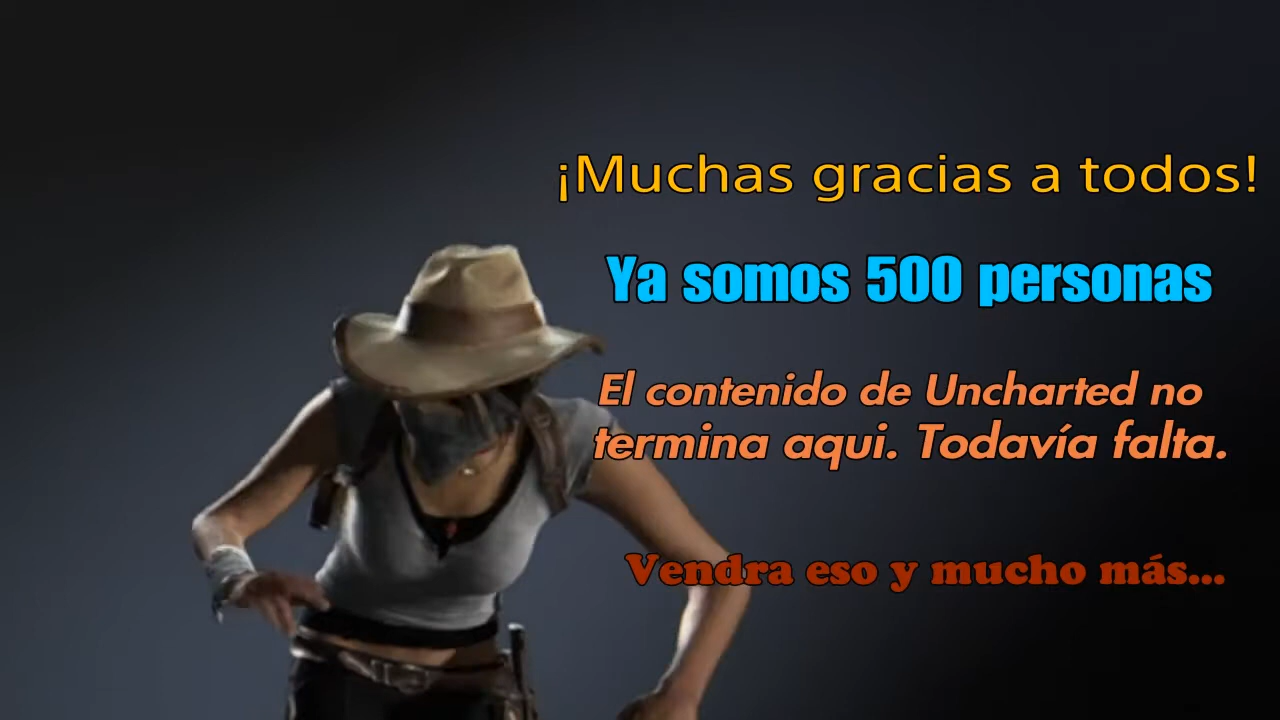 ¡Muchas gracias a todos!
Ya somos 500 personas
El contenido de Uncharted no
termina aqui. Todavía falta.
Vendra eso y mucho más...